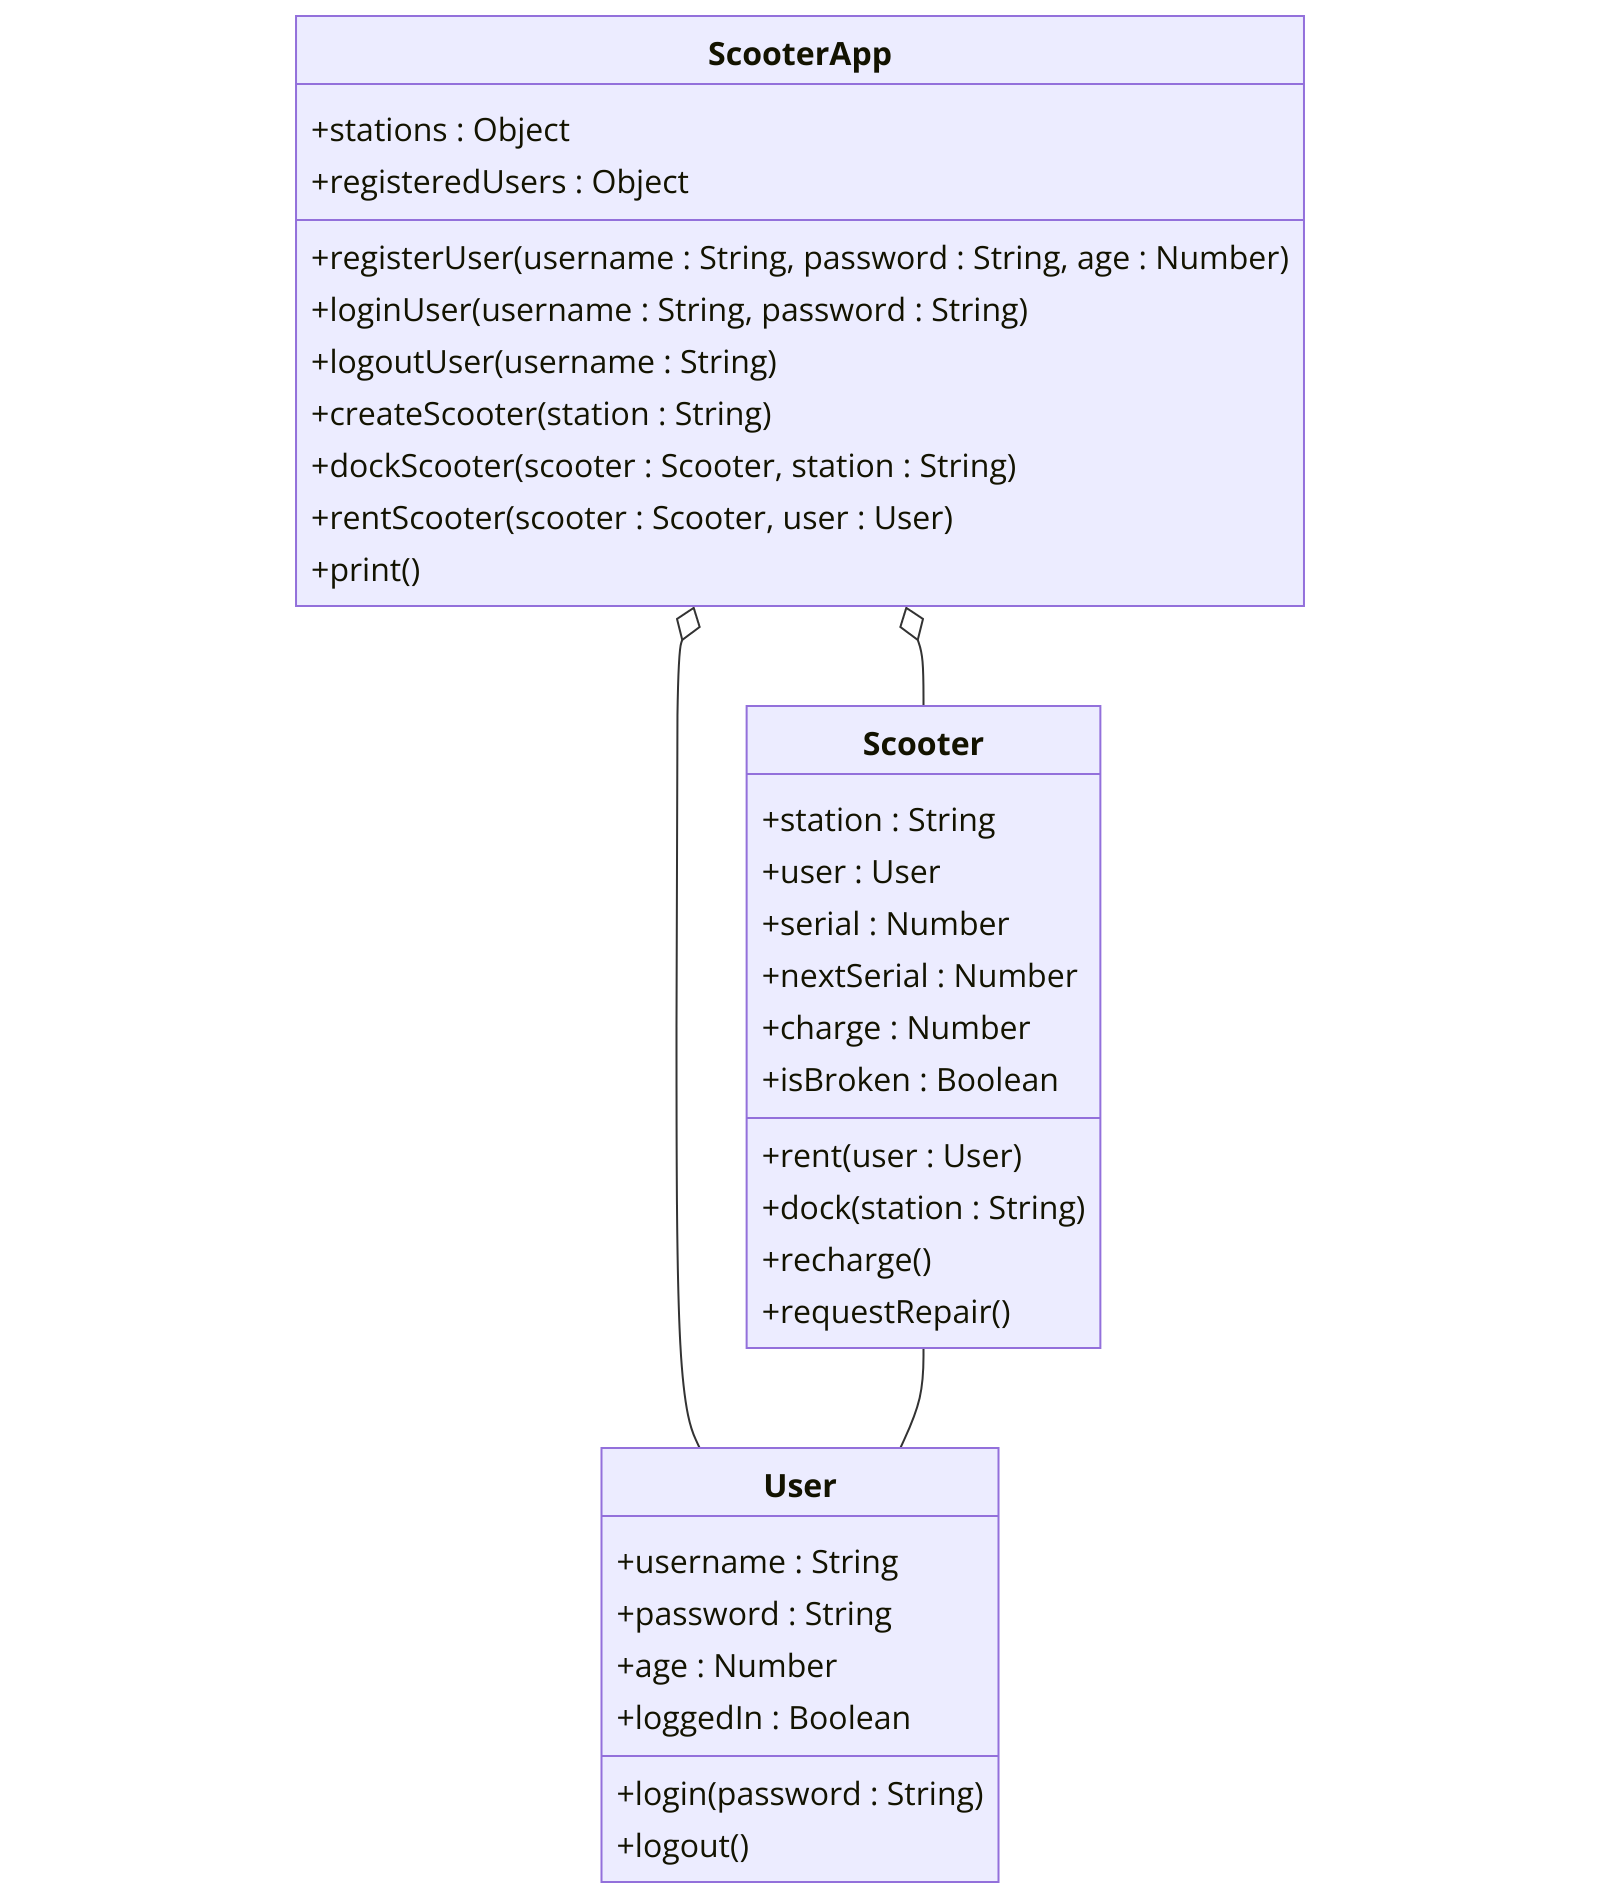 ScooterApp
+stations : Object
+registeredUsers : Object
+registerUser(username : String, password : String, age : Number)
+loginUser(username : String, password : String)
+logoutUser(username : String)
+createScooter(station : String)
+dockScooter(scooter : Scooter, station : String)
+rentScooter(scooter : Scooter, user : User)
+print()
Scooter
+station : String
+user : User
+serial : Number
+nextSerial : Number
+charge : Number
+isBroken : Boolean
+rent(user : User)
+dock(station : String)
+recharge()
+requestRepair()
User
+username : String
+password : String
+age : Number
+loggedIn : Boolean
+login(password : String)
+logout()